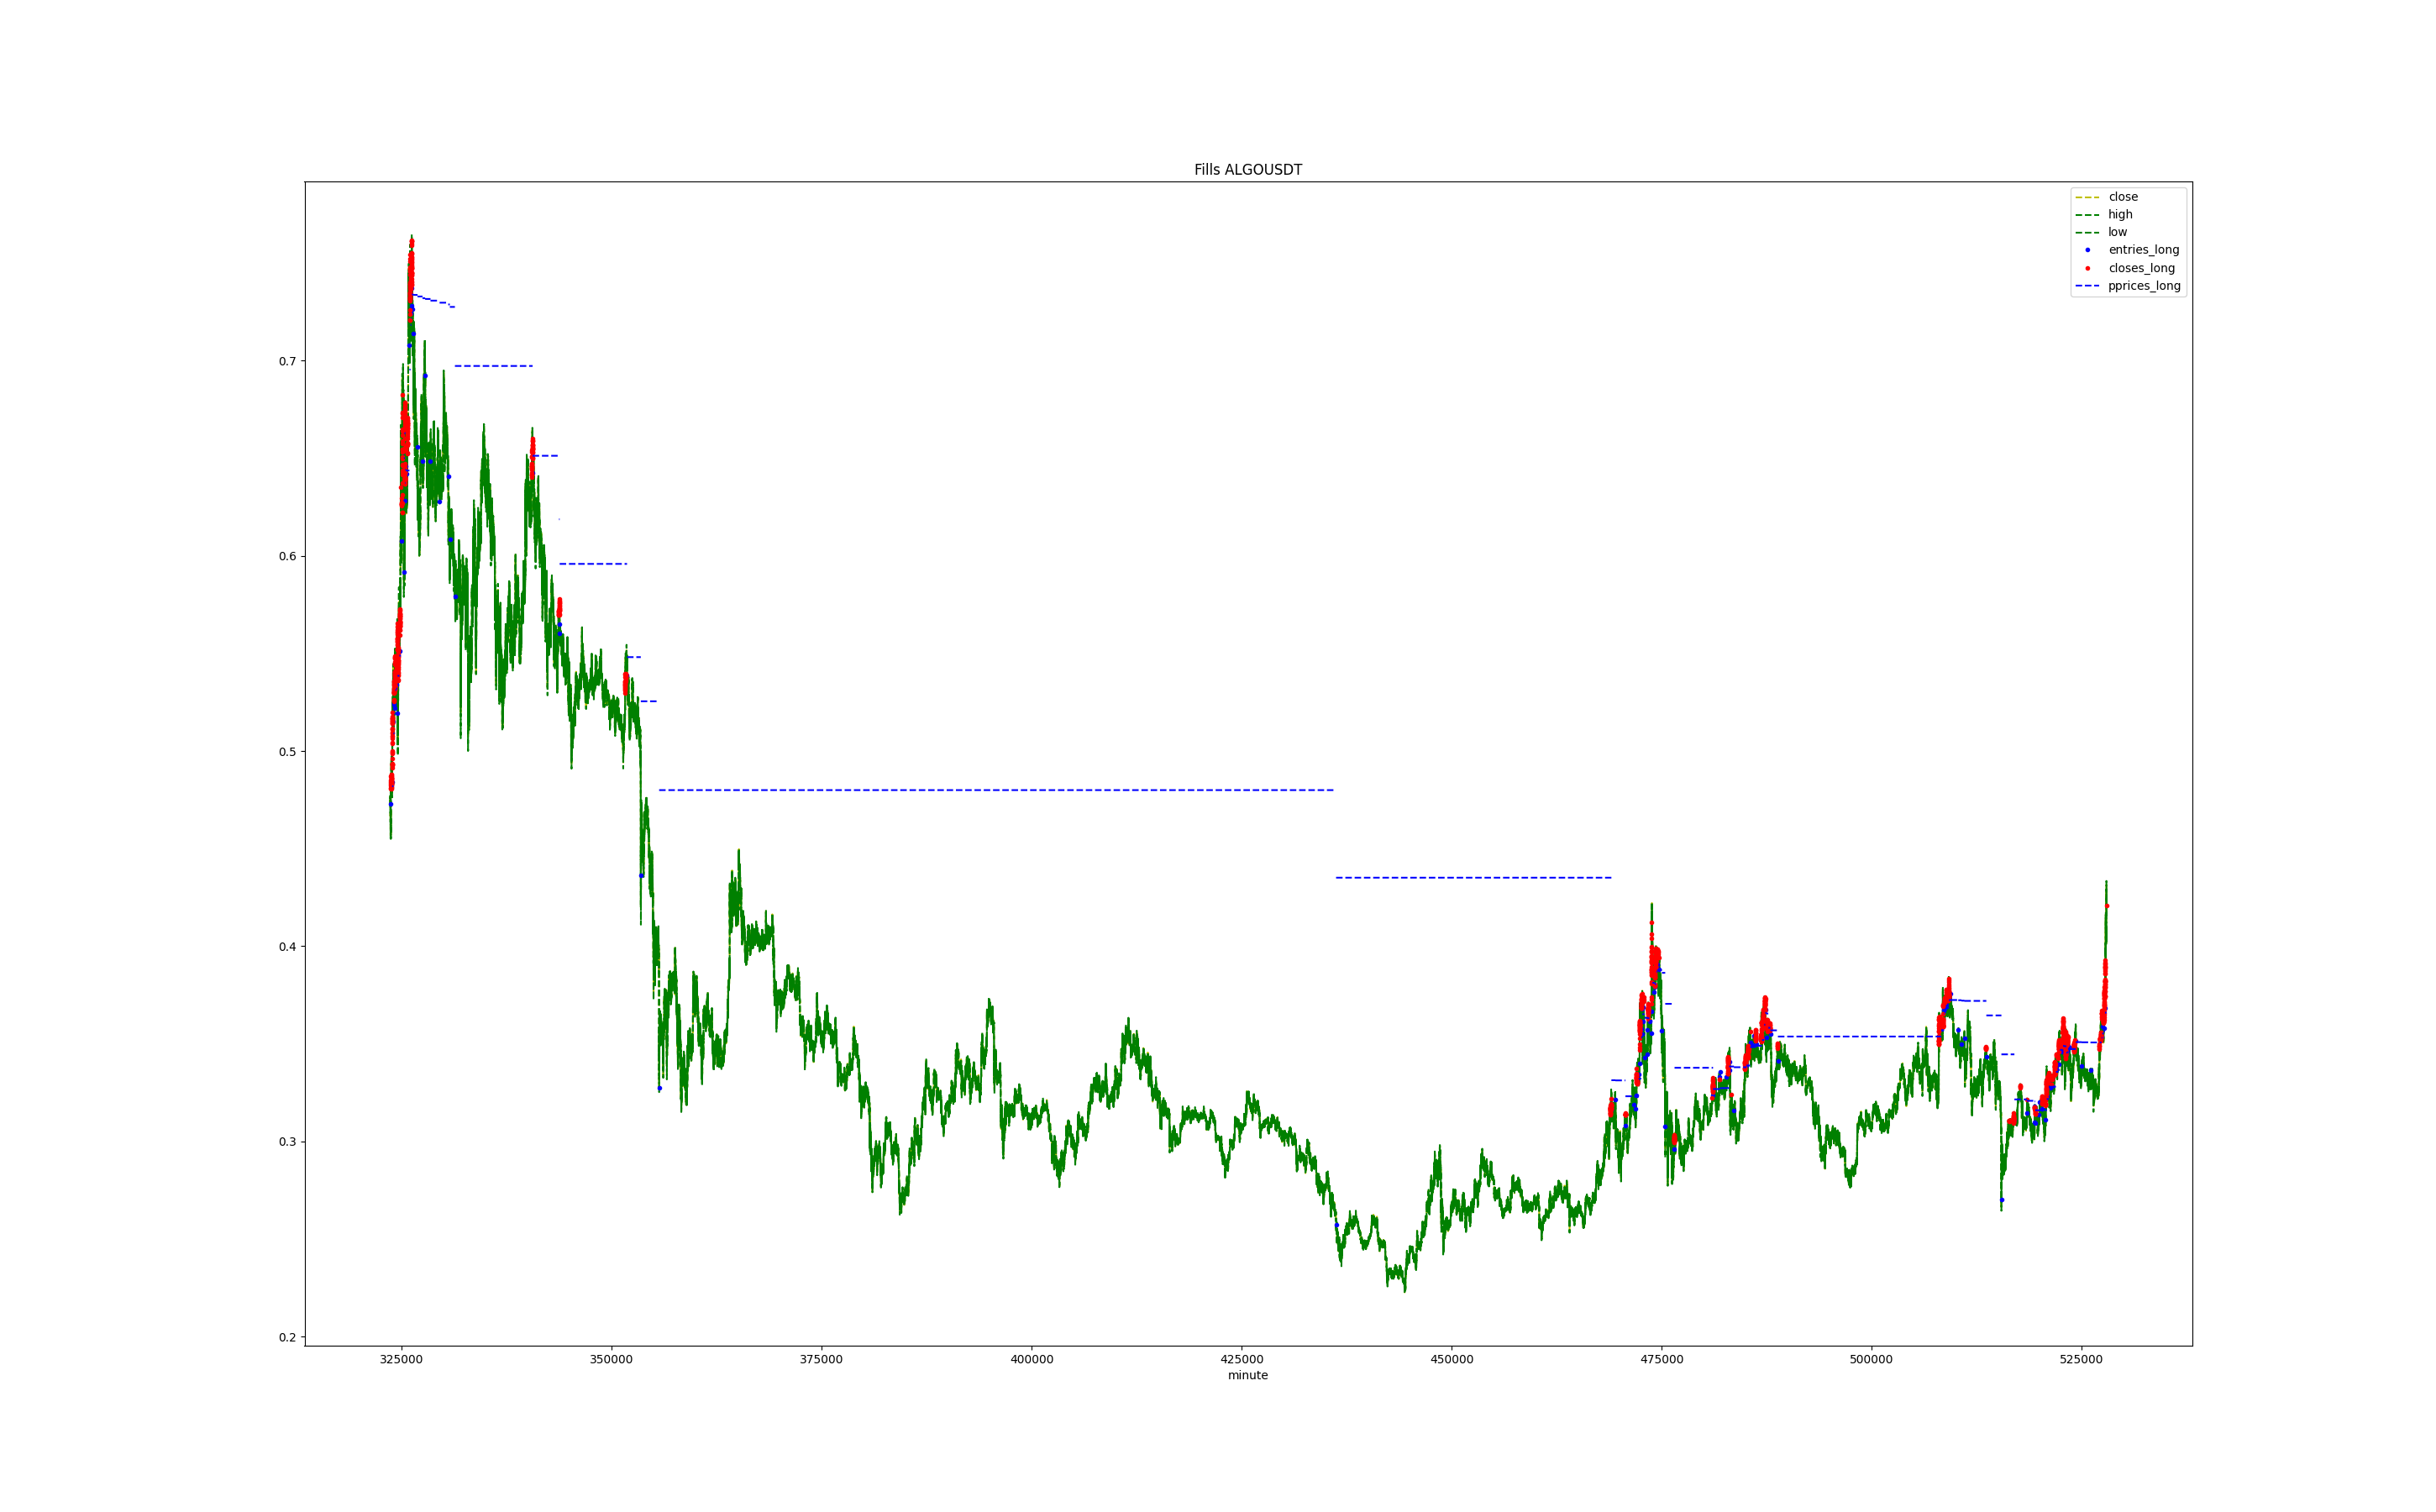 Fills ALGOUSDT
close
high
low
entries_long
closes_long
pprices_long
0.7
0.6
0.5
0.4
0.3
0.2
325000 350000 375000 400000 425000 450000 475000 500000 525000
minute